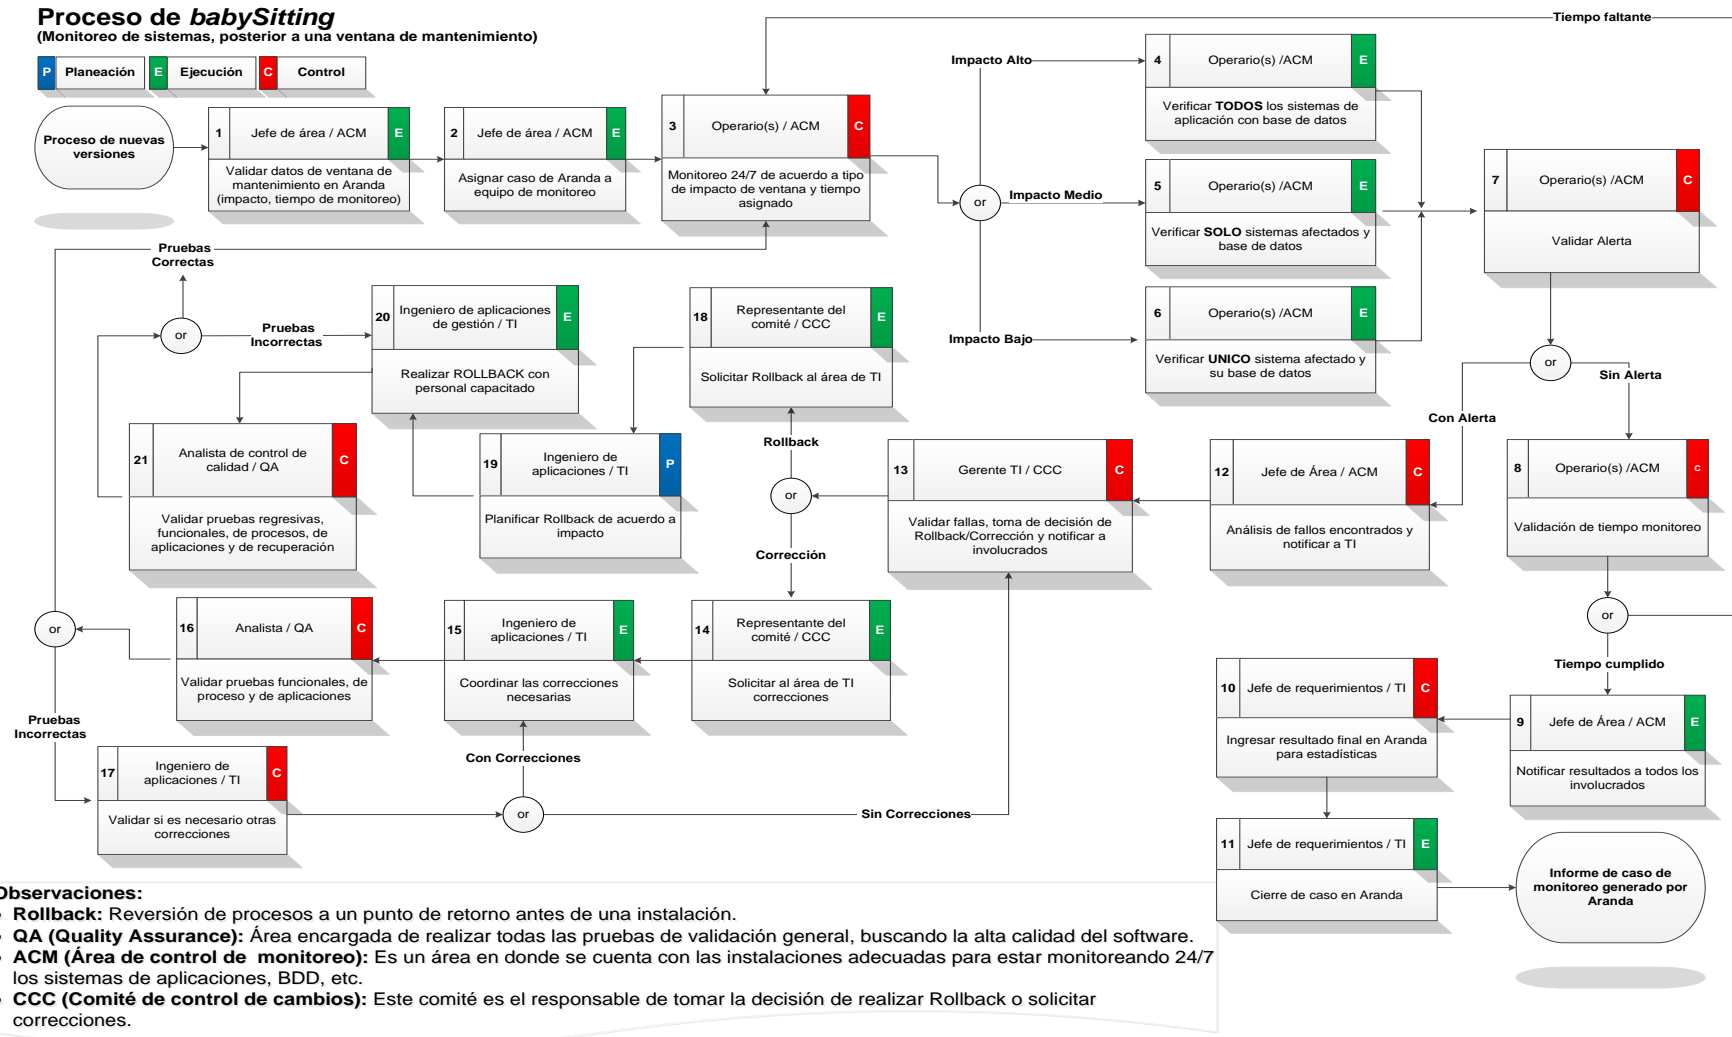 Proceso de babySitting
(Monitoreo de sistemas, posterior a una ventana de mantenimiento)
P Planeación E Ejecución C Control
Tiempo faltante
Proceso de nuevas
versiones
1 Jefe de área / ACM E
Validar datos de ventana de
mantenimiento en Aranda
(impacto, tiempo de monitoreo)
2 Jefe de área / ACM E
Asignar caso de Aranda a
equipo de monitoreo
3 Operario(s) / ACM C
Monitoreo 24/7 de acuerdo a tipo
de impacto de ventana y tiempo
asignado
or
Impacto Alto
Impacto Medio
Impacto Bajo
4 Operario(s) /ACM E
Verificar TODOS los sistemas de
aplicación con base de datos
5 Operario(s) /ACM E
Verificar SOLO sistemas afectados y
base de datos
6 Operario(s) /ACM E
Verificar UNICO sistema afectado y
su base de datos
7 Operario(s) /ACM C
Validar Alerta
or
Sin Alerta
Con Alerta
8 Operario(s) /ACM C
Validación de tiempo monitoreo
or
Tiempo cumplido
9 Jefe de Área / ACM E
Notificar resultados a todos los
involucrados
10 Jefe de requerimientos / TI C
Ingresar resultado final en Aranda
para estadísticas
11 Jefe de requerimientos / TI E
Cierre de caso en Aranda
Informe de caso de
monitoreo generado por
Aranda
12 Jefe de Área / ACM C
Análisis de fallos encontrados y
notificar a TI
13 Gerente TI / CCC C
Validar fallas, toma de decisión de
Rollback/Corrección y notificar a
involucrados
or
Rollback
Corrección
14 Representante del
comité / CCC E
Solicitar al área de TI
correcciones
15 Ingeniero de
aplicaciones / TI E
Coordinar las correcciones
necesarias
16 Analista / QA C
Validar pruebas funcionales, de
proceso y de aplicaciones
or
Pruebas
Correctas
Pruebas
Incorrectas
17 Ingeniero de
aplicaciones / TI C
Validar si es necesario otras
correcciones
or
Con Correcciones
Sin Correcciones
18 Representante del
comité / CCC E
Solicitar Rollback al área de TI
19 Ingeniero de
aplicaciones / TI P
Planificar Rollback de acuerdo a
impacto
20 Ingeniero de aplicaciones
de gestión / TI E
Realizar ROLLBACK con
personal capacitado
21 Analista de control de
calidad / QA C
Validar pruebas regresivas,
funcionales, de procesos, de
aplicaciones y de recuperación
or
Pruebas
Incorrectas
Observaciones:
Rollback: Reversión de procesos a un punto de retorno antes de una instalación.
QA (Quality Assurance): Área encargada de realizar todas las pruebas de validación general, buscando la alta calidad del software.
ACM (Área de control de monitoreo): Es un área en donde se cuenta con las instalaciones adecuadas para estar monitoreando 24/7
los sistemas de aplicaciones, BDD, etc.
CCC (Comité de control de cambios): Este comité es el responsable de tomar la decisión de realizar Rollback o solicitar
correcciones.